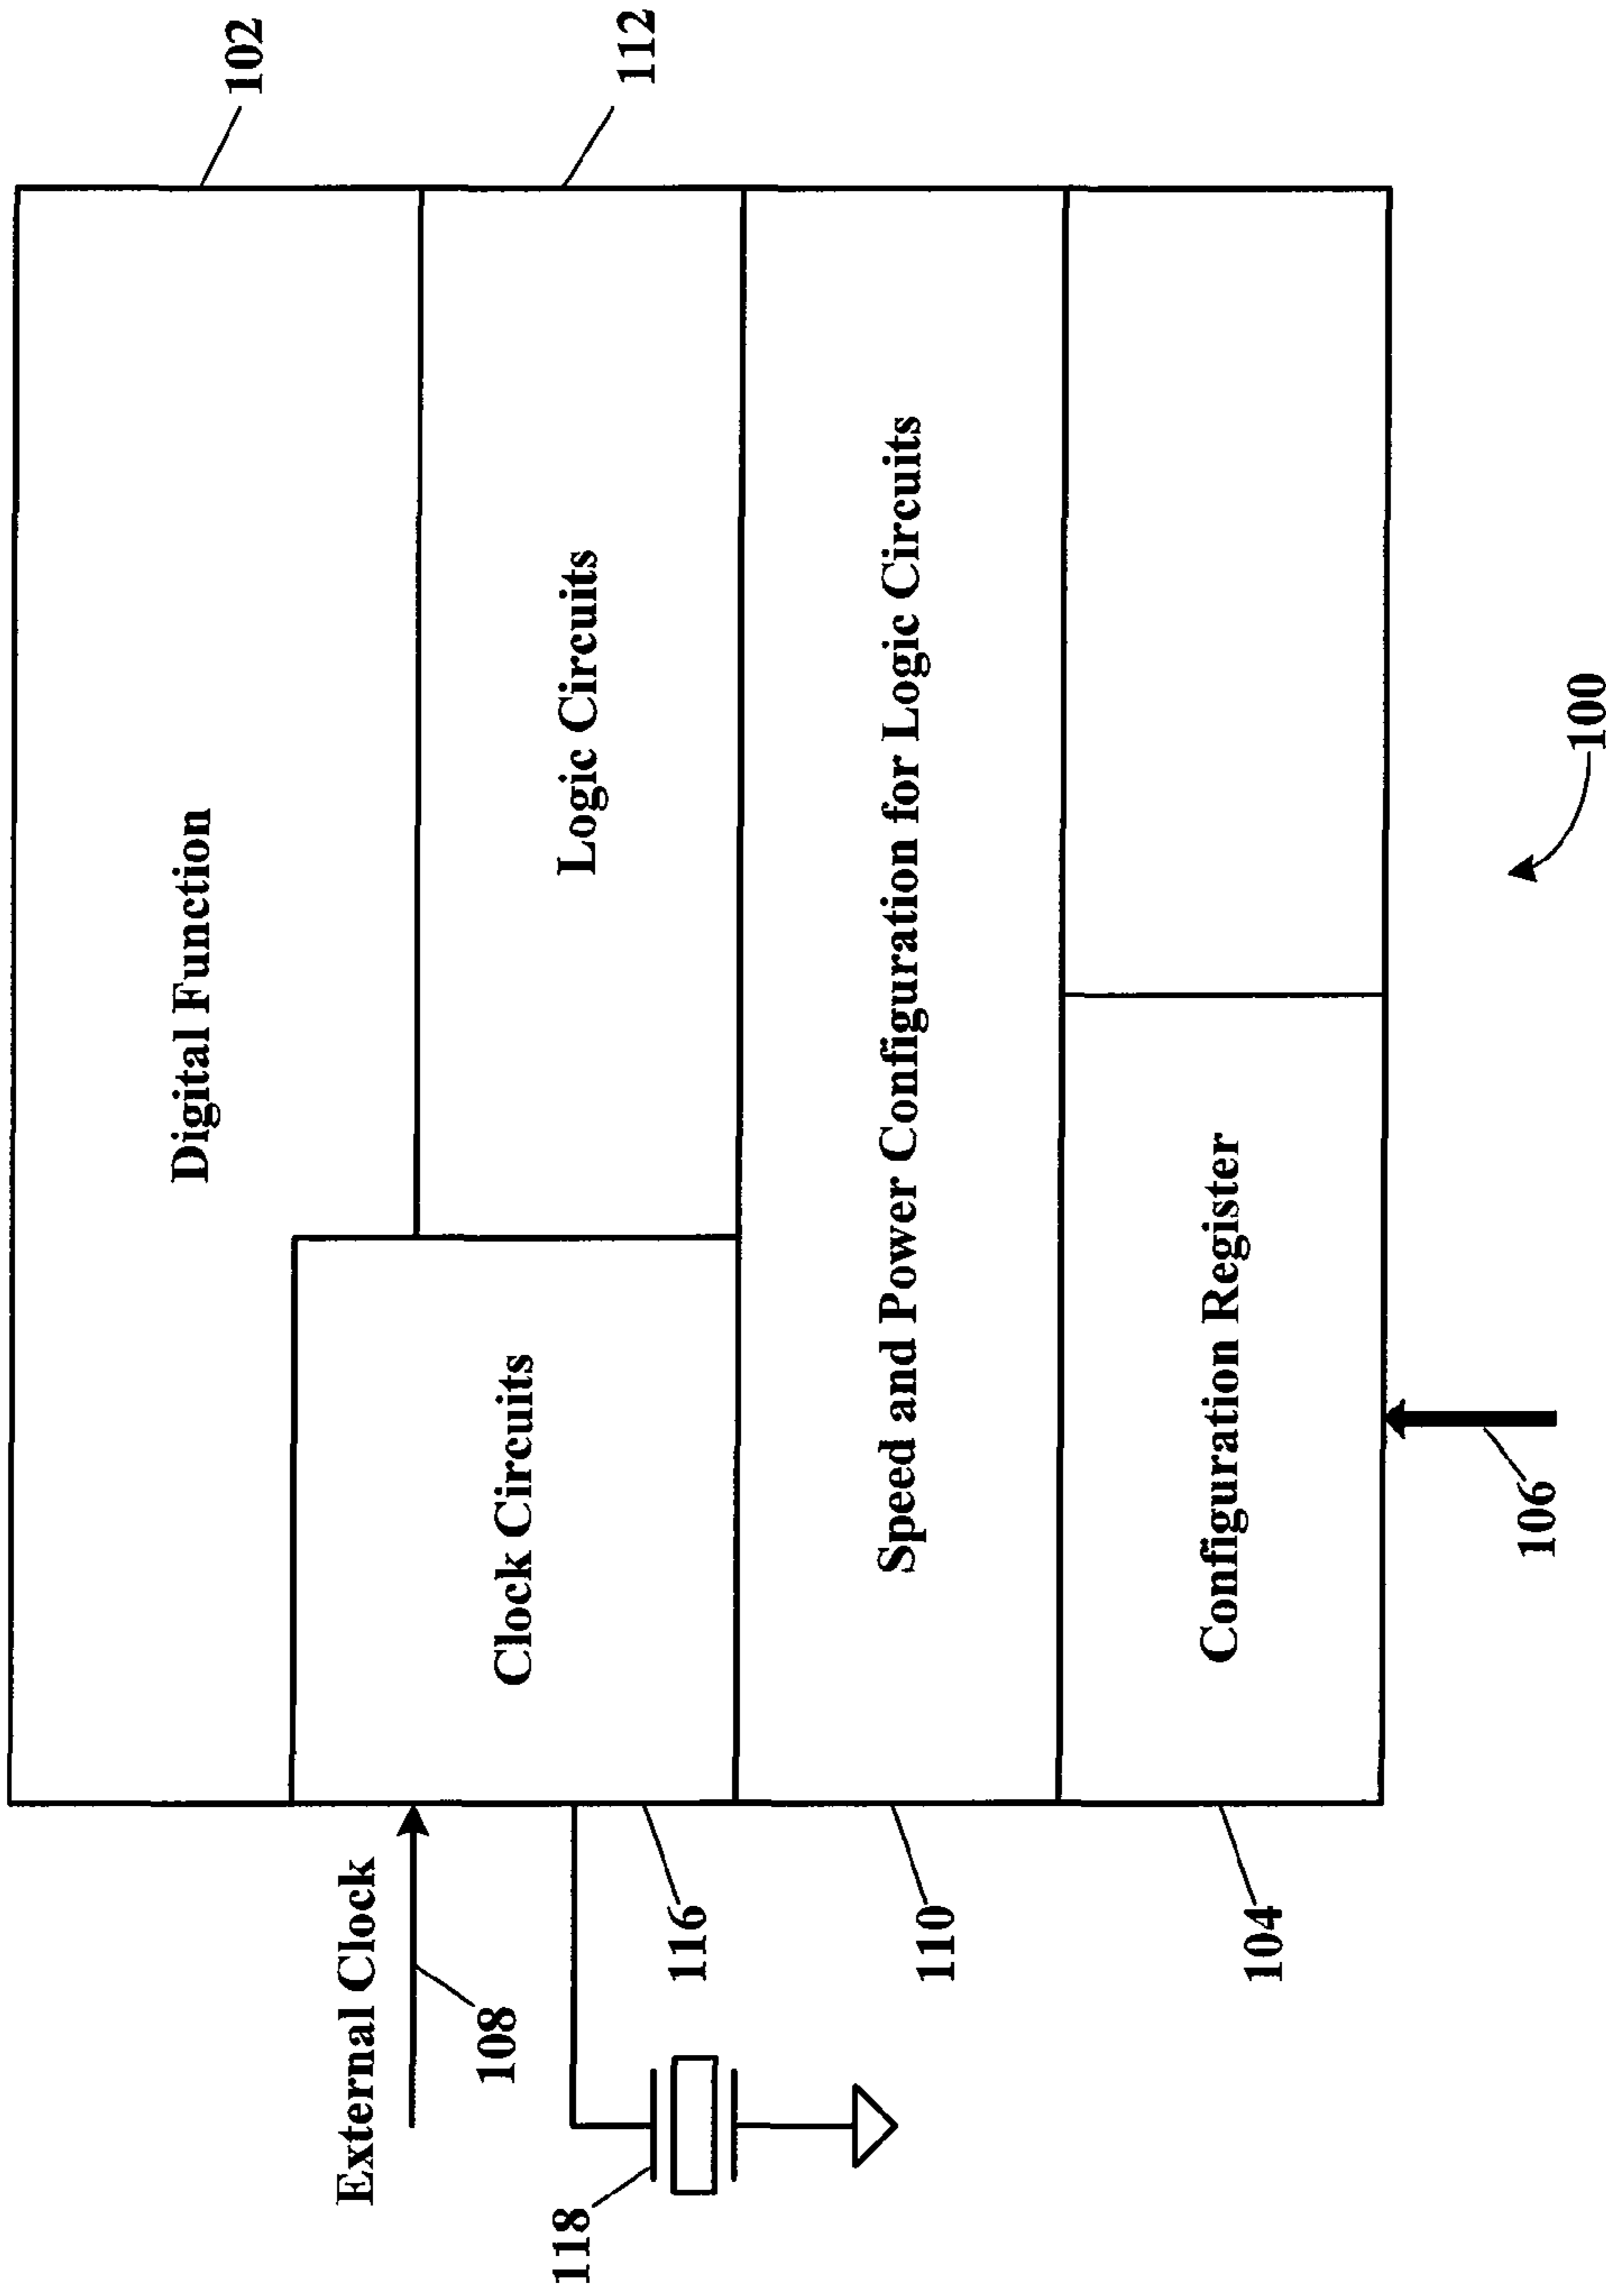 102
Digital Function
112
Logic Circuits
External Clock
108
Clock Circuits
118
116
Speed and Power Configuration for Logic Circuits
110
Configuration Register
104
106
100